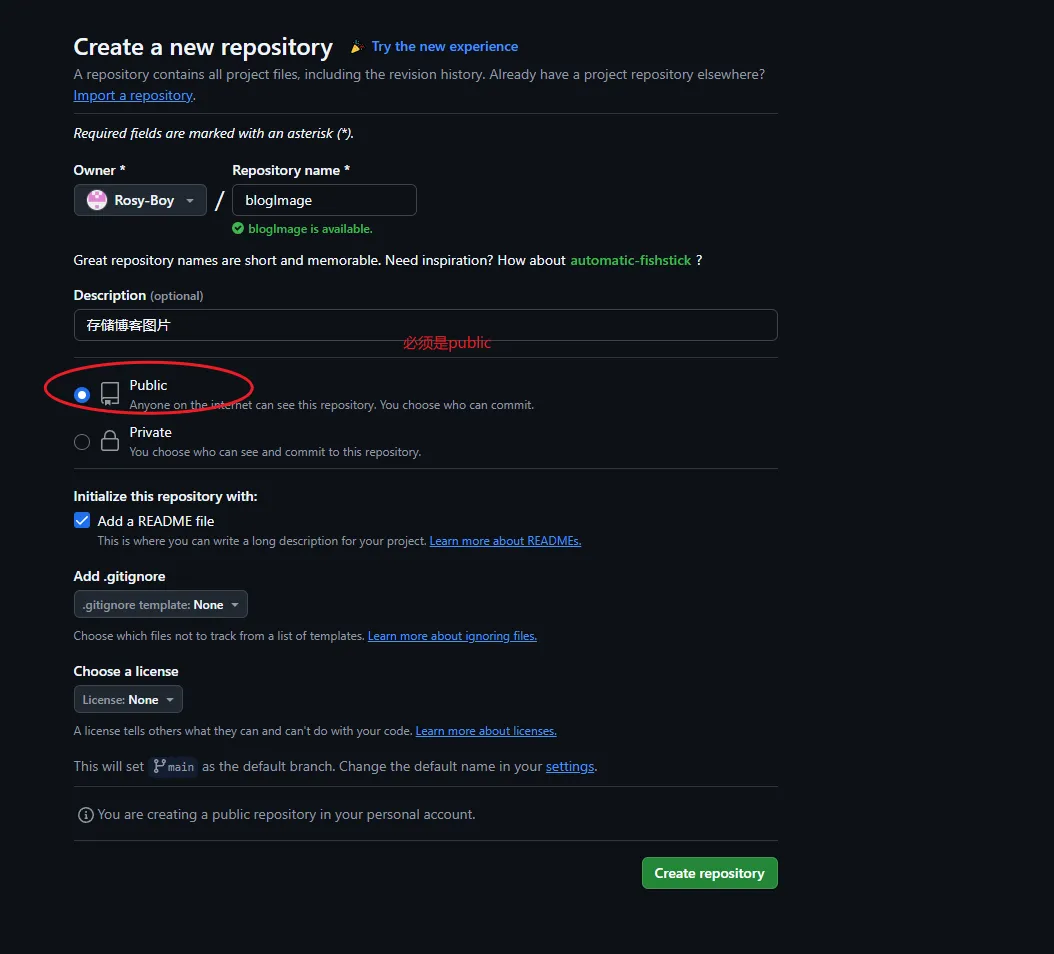 Create a new repository 🎉 Try the new experience
A repository contains all project files, including the revision history. Already have a project repository elsewhere?
Import a repository.
Required fields are marked with an asterisk (*).
Owner * Repository name *
Rosy-Boy / blogImage
blogImage is available.
Great repository names are short and memorable. Need inspiration? How about automatic-fishstick ?
Description (optional)
存储博客图片
必须是public
Public
Anyone on the internet can see this repository. You choose who can commit.
Private
You choose who can see and commit to this repository.
Initialize this repository with:
Add a README file
This is where you can write a long description for your project. Learn more about READMEs.
Add .gitignore
.gitignore template: None
Choose which files not to track from a list of templates. Learn more about ignoring files.
Choose a license
License: None
A license tells others what they can and can't do with your code. Learn more about licenses.
This will set main as the default branch. Change the default name in your settings.
You are creating a public repository in your personal account.
Create repository